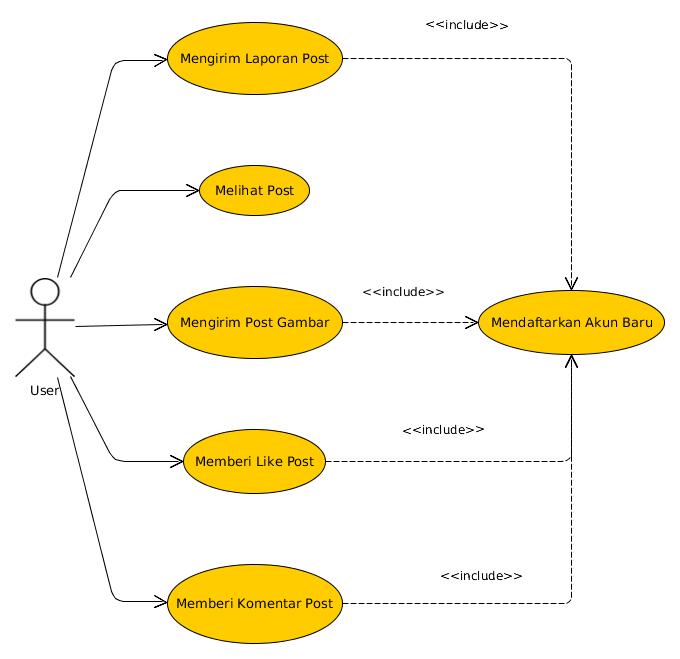 <<include>>
Mengirim Laporan Post
Melihat Post
<<include>>
Mengirim Post Gambar
Mendaftarkan Akun Baru
User
<<include>>
Memberi Like Post
<<include>>
Memberi Komentar Post